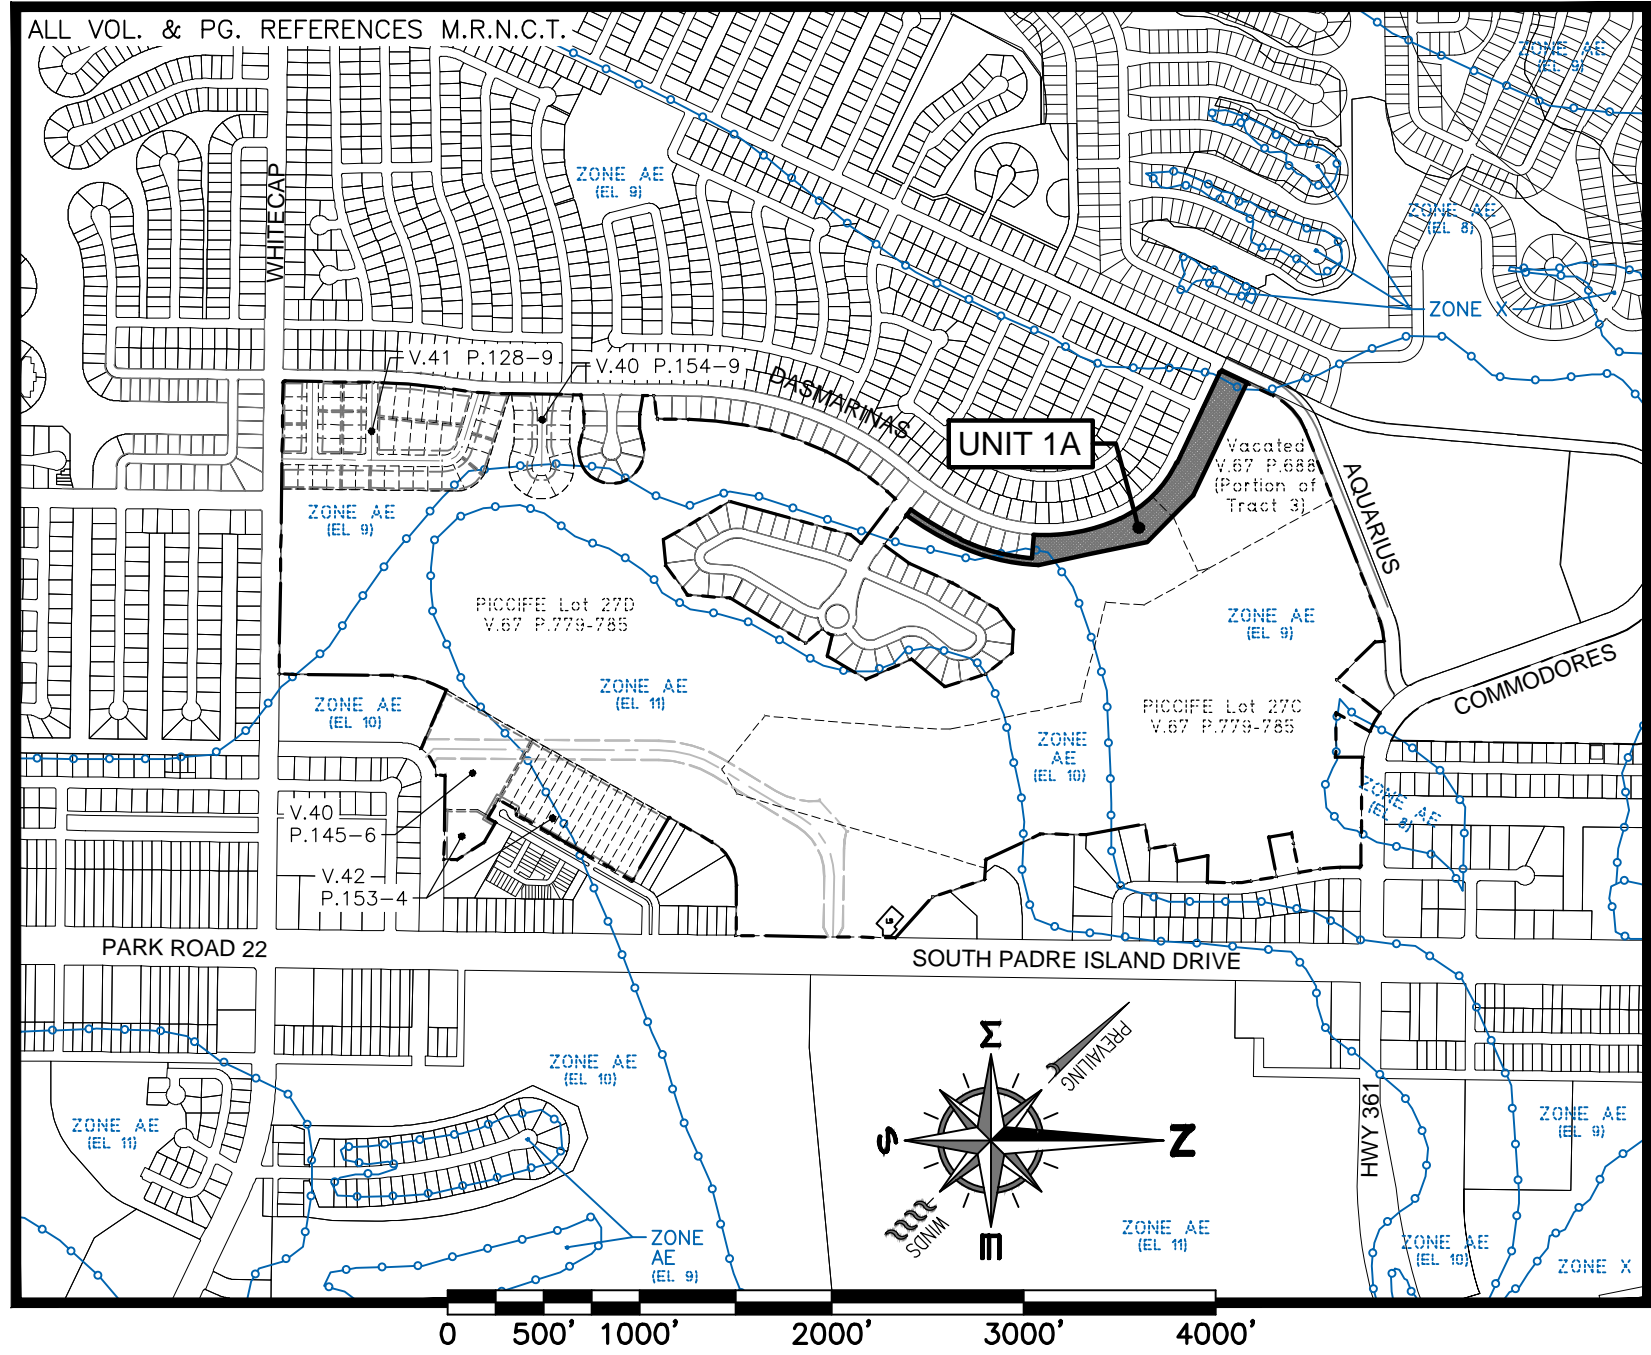 ALL VOL. & PG. REFERENCES M.R.N.C.T.
ZONE AE
(EL 9)
ZONE AE
(EL 9)
WHITECAP
ZONE AE
(EL 8)
ZONE X
V.41 P.128-9
V.40 P.154-9
DASMARINAS
UNIT 1A
Vacated
V.67 P.688
(Portion of
Tract 3)
AQUARIUS
ZONE AE
(EL 9)
PICCIFE Lot 27D
V.67 P.779-785
ZONE AE
(EL 9)
ZONE AE
(EL 10)
ZONE AE
(EL 11)
COMMODORES
PICCIFE Lot 27C
V.67 P.779-785
ZONE
AE
(EL 10)
ZONE AE
(EL 8)
V.40
P.145-6
V.42
P.153-4
LS
PARK ROAD 22
SOUTH PADRE ISLAND DRIVE
ZONE AE
(EL 10)
W
PREVAILING
ZONE AE
(EL 11)
S
N
HWY 361
ZONE AE
(EL 9)
WINDS
E
ZONE
AE
(EL 9)
ZONE AE
(EL 11)
ZONE AE
(EL 10)
ZONE X
0 500' 1000' 2000' 3000' 4000'